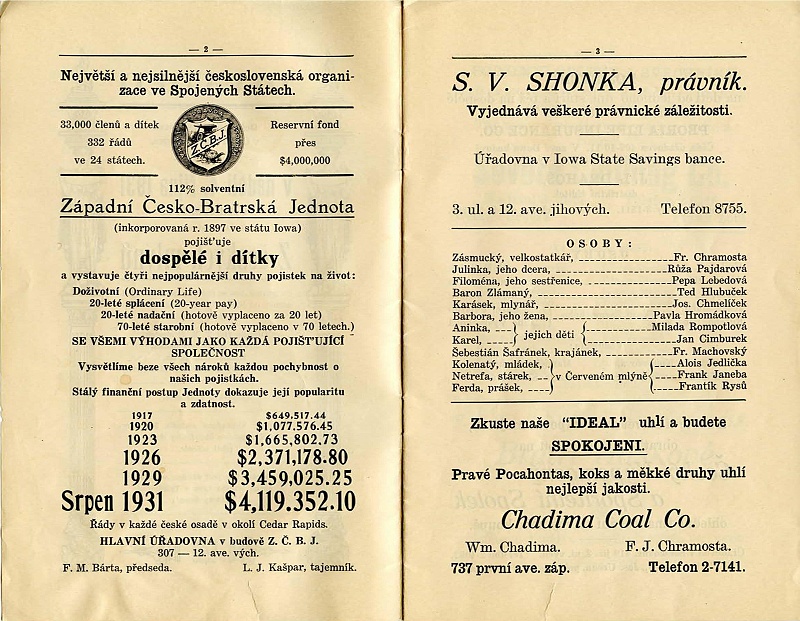 — 2 —
Největší a nejsilnější československá organi-
zace ve Spojených Státech.
33,000 členů a dítek
332 řádů
ve 24 státech.
Z.Č.B.J.
Reservní fond
přes
$4,000,000
112% solventní
Západní Česko-Bratrská Jednota
(inkorporovaná r. 1897 ve státu Iowa)
pojišťuje
dospělé i dítky
a vystavuje čtyři nejpopulárnější druhy pojistek na život:
Doživotní (Ordinary Life)
20-leté splácení (20-year pay)
20-leté nadační (hotově vyplaceno za 20 let)
70-leté starobní (hotově vyplaceno v 70 letech.)
SE VŠEMI VÝHODAMI JAKO KAŽDÁ POJIŠŤUJÍCÍ
SPOLEČNOST
Vysvětlíme beze všech nároků každou pochybnost o
našich pojistkách.
Stálý finanční postup Jednoty dokazuje její popularitu
a zdatnost.
1917 $649.517.44
1920 $1,077.576.45
1923 $1,665,802.73
1926 $2,371,178.80
1929 $3,459,025.25
Srpen 1931 $4,119.352.10
Řády v každé české osadě v okolí Cedar Rapids.
HLAVNÍ ÚŘADOVNA v budově Z. Č. B. J.
307 — 12. ave. vých.
F. M. Bárta, předseda. L. J. Kašpar, tajemník.
— 3 —
S. V. SHONKA, právník.
Vyjednává veškeré právnické záležitosti.
Úřadovna v Iowa State Savings bance.
3. ul. a 12. ave. jihových. Telefon 8755.
OSOBY:
Zásmucký, velkostatkář, Fr. Chramosta
Julinka, jeho dcera, Růža Pajdarová
Filoména, jeho sestřenice, Pepa Lebedová
Baron Zlámaný, Ted Hlubuček
Karásek, mlynář, Jos. Chmelíček
Barbora, jeho žena, Pavla Hromádková
Aninka, Milada Rompotlová
jejich děti
Karel, Jan Cimburek
Šebestián Šafránek, krajánek, Fr. Machovský
Kolenatý, mládek, Alois Jedlička
Netrefa, stárek, v Červeném mlýně Frank Janeba
Ferda, prášek, Frantík Rysů
Zkuste naše "IDEAL" uhlí a budete
SPOKOJENI.
Pravé Pocahontas, koks a měkké druhy uhlí
nejlepší jakosti.
Chadima Coal Co.
Wm. Chadima. F. J. Chramosta.
737 první ave. záp. Telefon 2-7141.